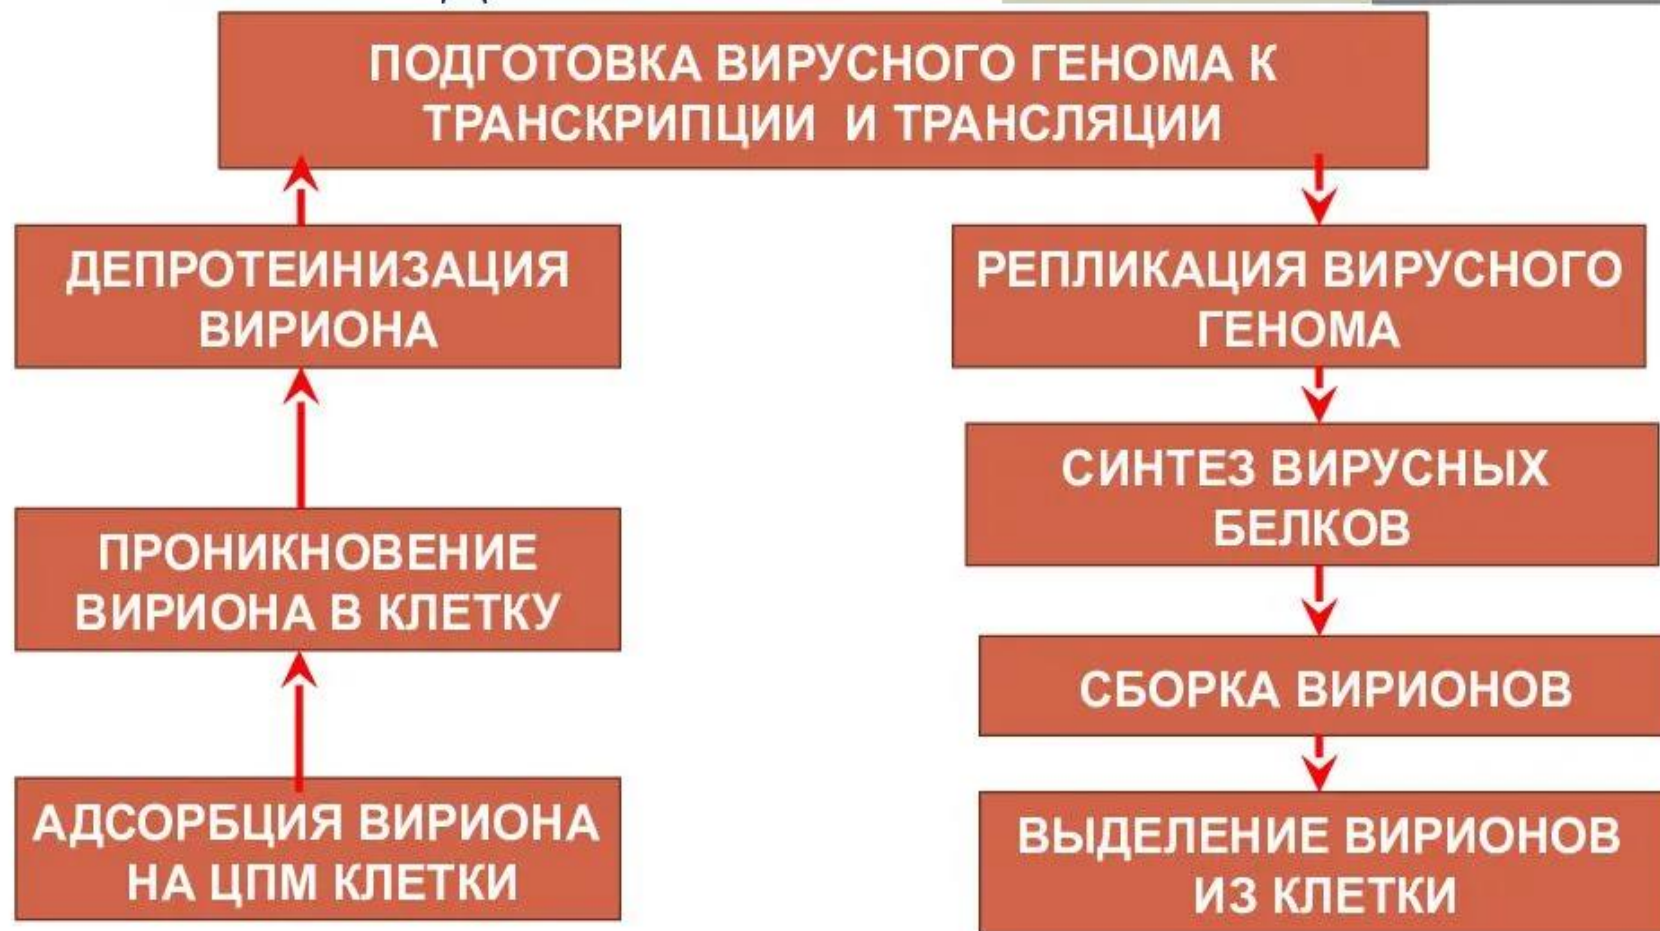 ПОДГОТОВКА ВИРУСНОГО ГЕНОМА К
ТРАНСКРИПЦИИ И ТРАНСЛЯЦИИ
ДЕПРОТЕИНИЗАЦИЯ
ВИРИОНА
ПРОНИКНОВЕНИЕ
ВИРИОНА В КЛЕТКУ
АДСОРБЦИЯ ВИРИОНА
НА ЦПМ КЛЕТКИ
РЕПЛИКАЦИЯ ВИРУСНОГО
ГЕНОМА
СИНТЕЗ ВИРУСНЫХ
БЕЛКОВ
СБОРКА ВИРИОНОВ
ВЫДЕЛЕНИЕ ВИРИОНОВ
ИЗ КЛЕТКИ